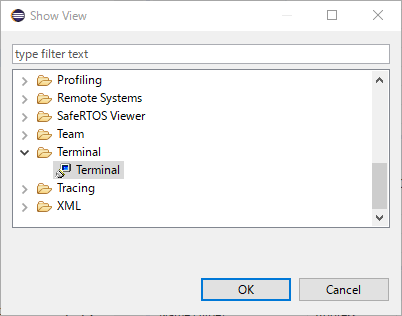 Show View
type filter text
Profiling
Remote Systems
SafeRTOS Viewer
Team
Terminal
Terminal
Tracing
XML
OK Cancel